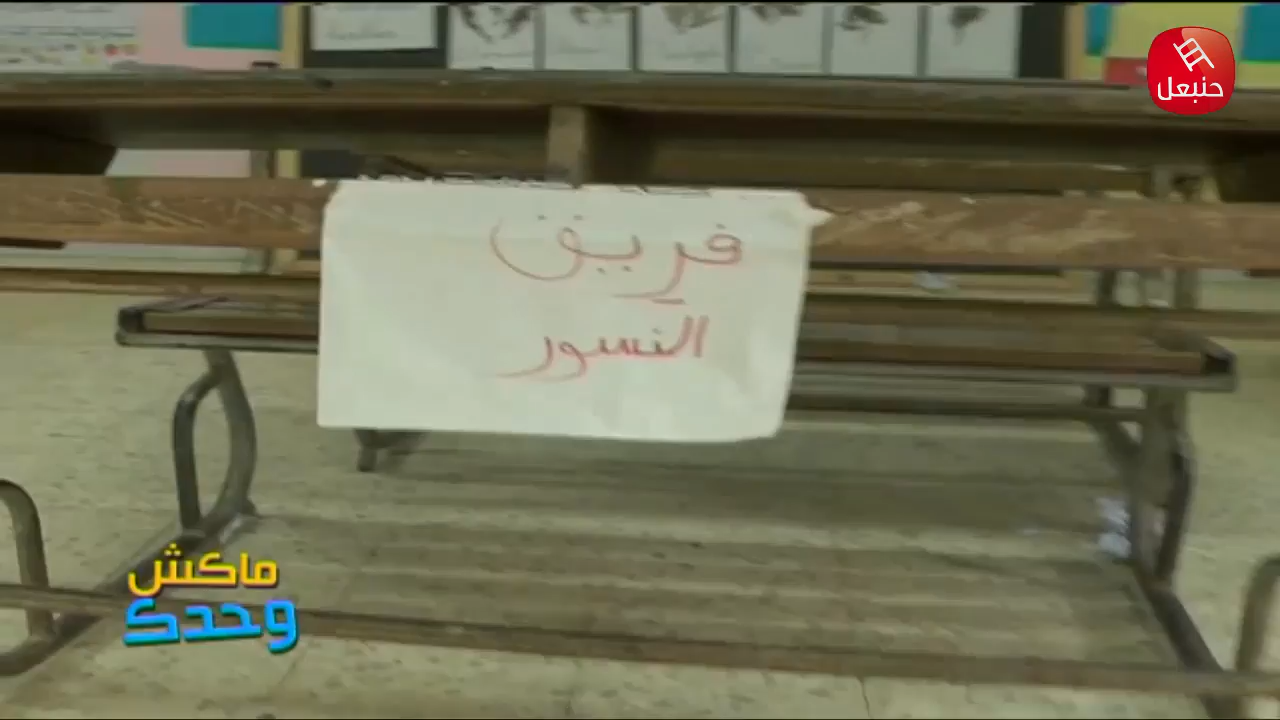 حنبعل
فريق
النسور
ماكش
وحدك